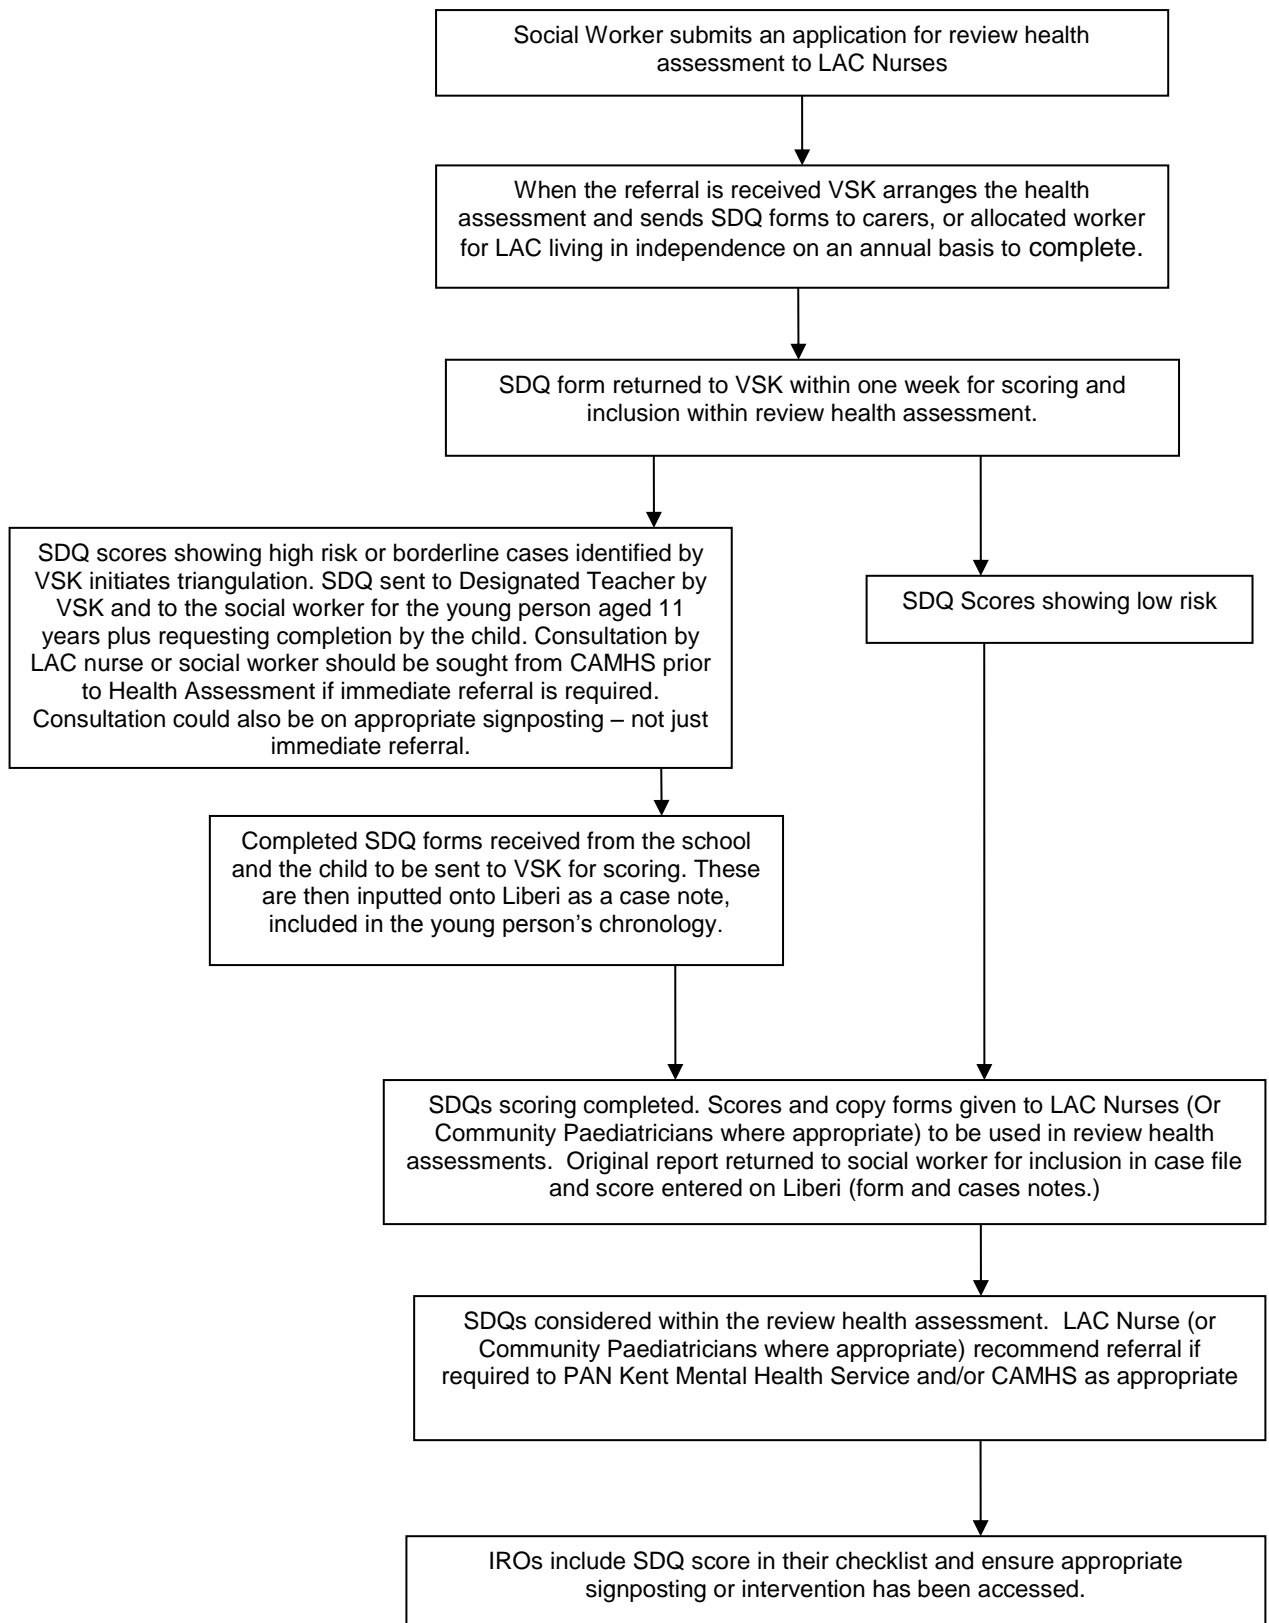 Social Worker submits an application for review health
assessment to LAC Nurses
When the referral is received VSK arranges the health
assessment and sends SDQ forms to carers, or allocated worker
for LAC living in independence on an annual basis to complete.
SDQ form returned to VSK within one week for scoring and
inclusion within review health assessment.
SDQ scores showing high risk or borderline cases identified by
VSK initiates triangulation. SDQ sent to Designated Teacher by
VSK and to the social worker for the young person aged 11
years plus requesting completion by the child. Consultation by
LAC nurse or social worker should be sought from CAMHS prior
to Health Assessment if immediate referral is required.
Consultation could also be on appropriate signposting – not just
immediate referral.
SDQ Scores showing low risk
Completed SDQ forms received from the school
and the child to be sent to VSK for scoring. These
are then inputted onto Liberi as a case note,
included in the young person’s chronology.
SDQs scoring completed. Scores and copy forms given to LAC Nurses (Or
Community Paediatricians where appropriate) to be used in review health
assessments.  Original report returned to social worker for inclusion in case file
and score entered on Liberi (form and cases notes.)
SDQs considered within the review health assessment.  LAC Nurse (or
Community Paediatricians where appropriate) recommend referral if
required to PAN Kent Mental Health Service and/or CAMHS as appropriate
IROs include SDQ score in their checklist and ensure appropriate
signposting or intervention has been accessed.